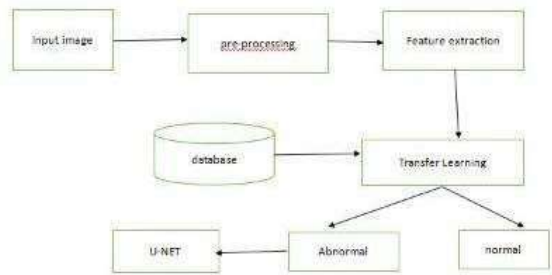 Input image
pre-processing
Feature extraction
database
Transfer Learning
U-NET
Abnormal
normal